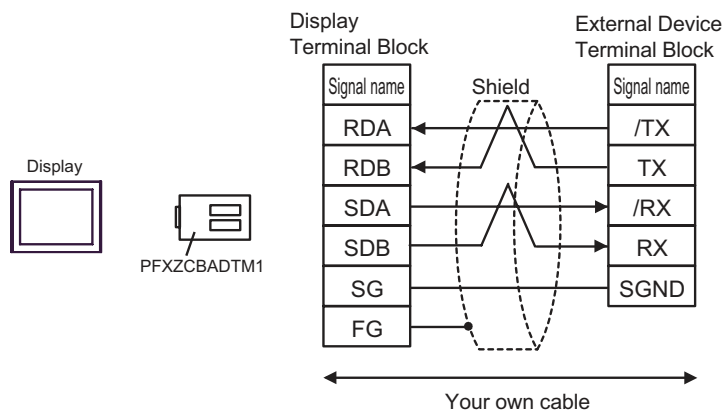 Display
Terminal Block
External Device
Terminal Block
Signal name
Shield
Signal name
RDA
/TX
RDB
TX
Display
SDA
/RX
SDB
RX
PFXZCBADTM1
SG
SGND
FG
Your own cable